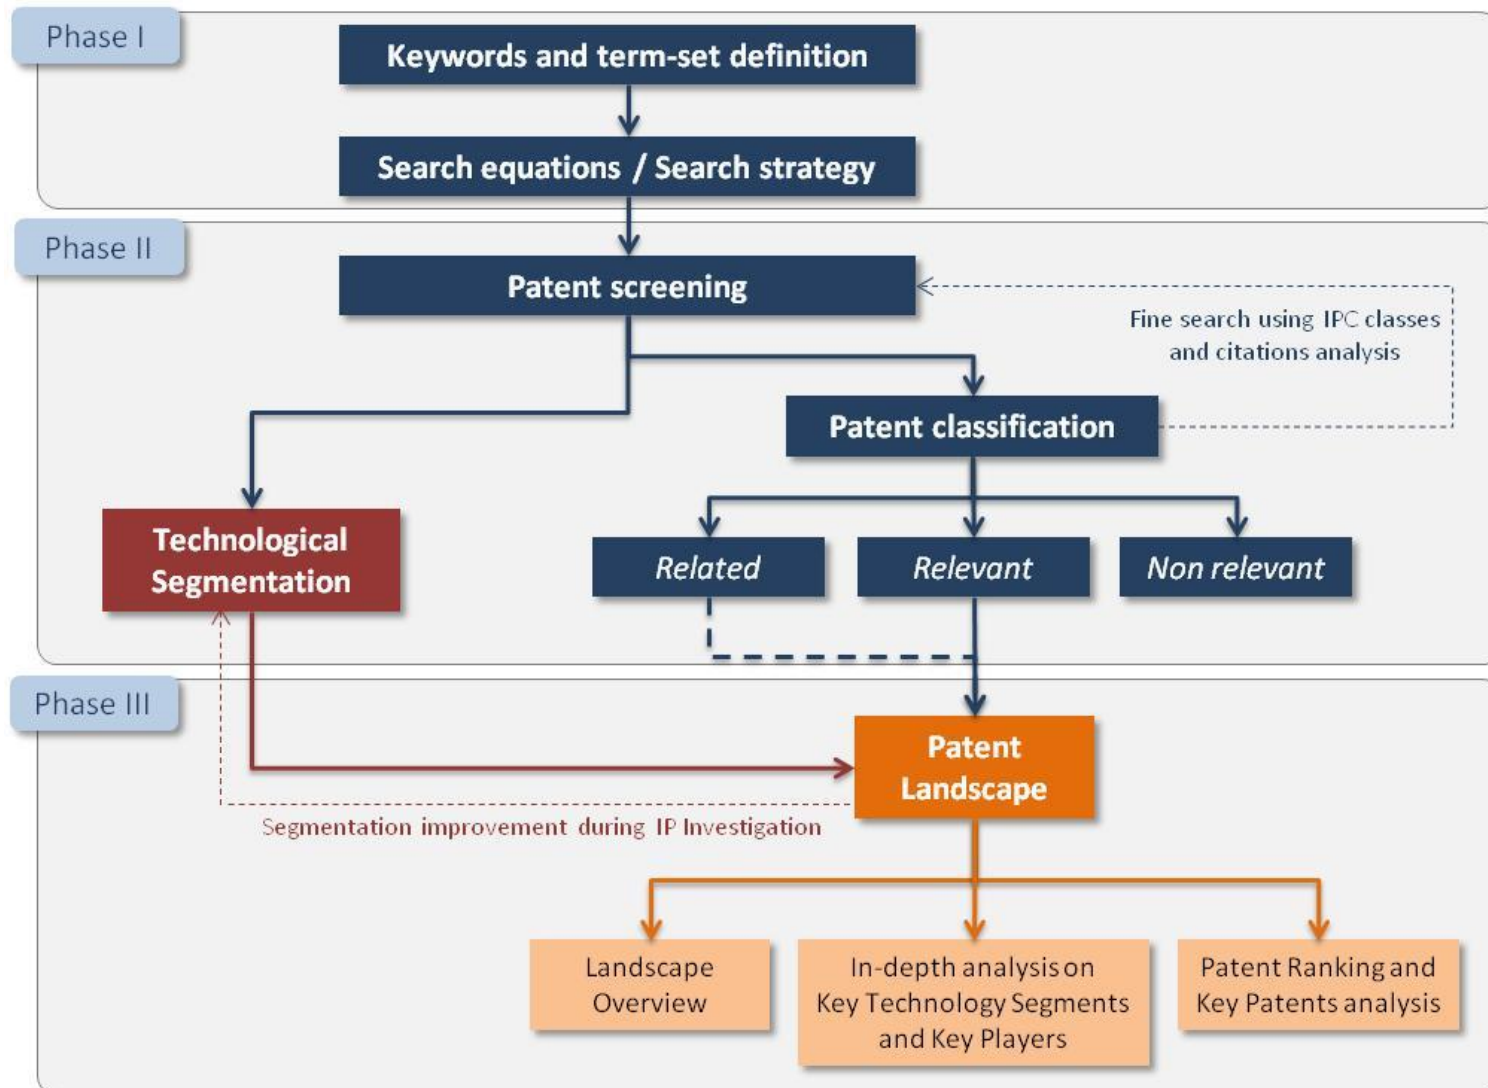 Phase I
Keywords and term-set definition
Search equations / Search strategy
Phase II
Patent screening
Fine search using IPC classes
and citations analysis
Patent classification
Technological
Segmentation
Related
Relevant
Non relevant
Phase III
Patent
Landscape
Segmentation improvement during IP Investigation
Landscape
Overview
In-depth analysis on
Key Technology Segments
and Key Players
Patent Ranking and
Key Patents analysis